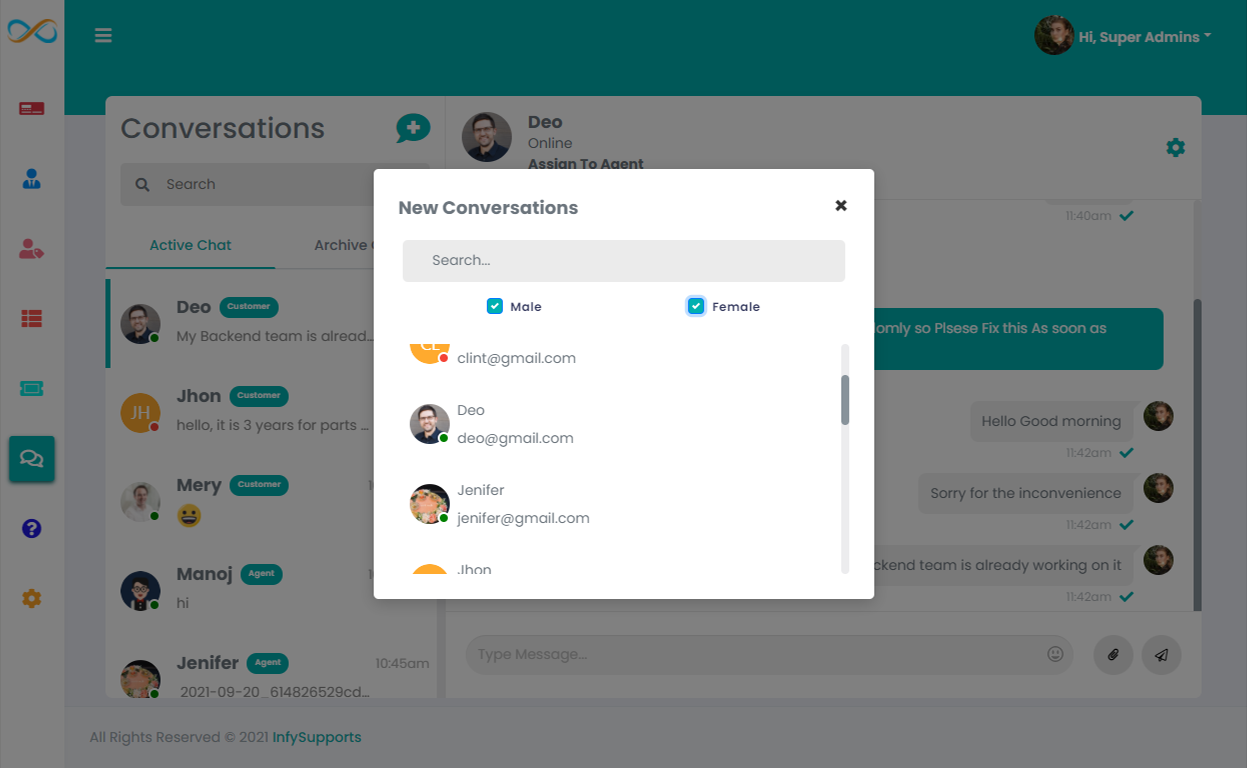 Hi, Super Admins
Conversations
Search
Active Chat
Archive
Deo Customer
My Backend team is alread...
Jhon Customer
JH
hello, it is 3 years for parts ...
Mery Customer
Manoj Agent
hi
Jenifer Agent 10:45am
2021-09-20_614826529cd...
Deo
Online
Assign To Agent
11:40am
omly so Plsese Fix this As soon as
Hello Good morning
11:42am
Sorry for the inconvenience
11:42am
ckend team is already working on it
11:42am
Type Message...
New Conversations
Search...
Male Female
CL
clint@gmail.com
Deo
deo@gmail.com
Jenifer
jenifer@gmail.com
Jhon
All Rights Reserved © 2021 InfySupports